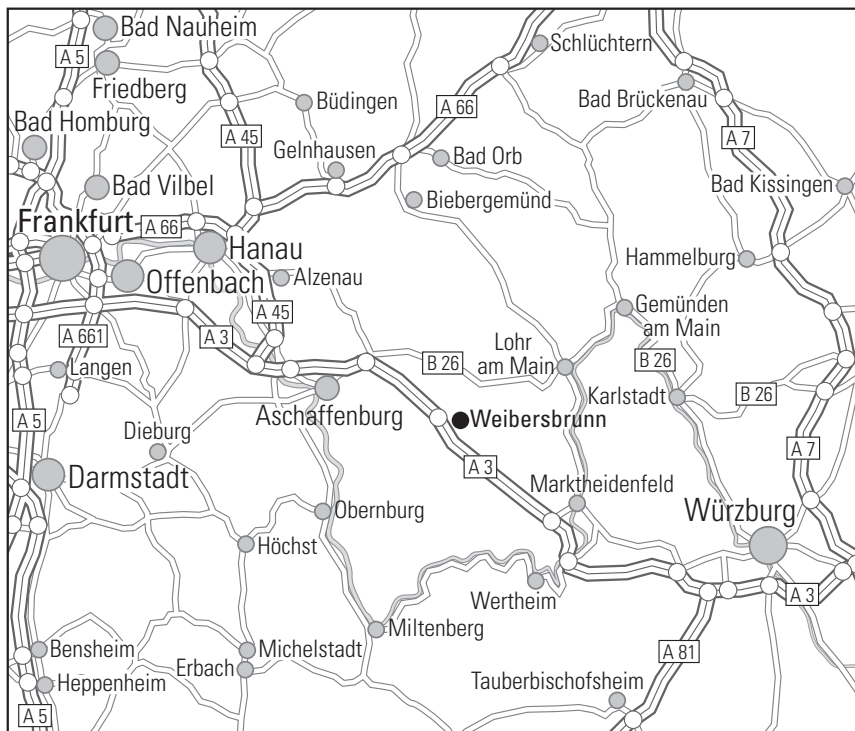 Bad Nauheim
Schlüchtern
A 5
Friedberg
Büdingen
Bad Brückenau
A 66
Bad Homburg
A 45
A 7
Gelnhausen
Bad Orb
Bad Vilbel
Bad Kissingen
Biebergemünd
Frankfurt
A 66
Hanau
Hammelburg
Offenbach
Alzenau
Gemünden
am Main
A 45
A 661
A 3
Lohr
am Main
B 26
B 26
Langen
Karlstadt
B 26
Aschaffenburg
A 5
Weibersbrunn
Dieburg
A 7
A 3
Darmstadt
Marktheidenfeld
Würzburg
Obernburg
Höchst
Wertheim
A 3
Miltenberg
Bensheim
Michelstadt
A 81
Erbach
Heppenheim
Tauberbischofsheim
A 5